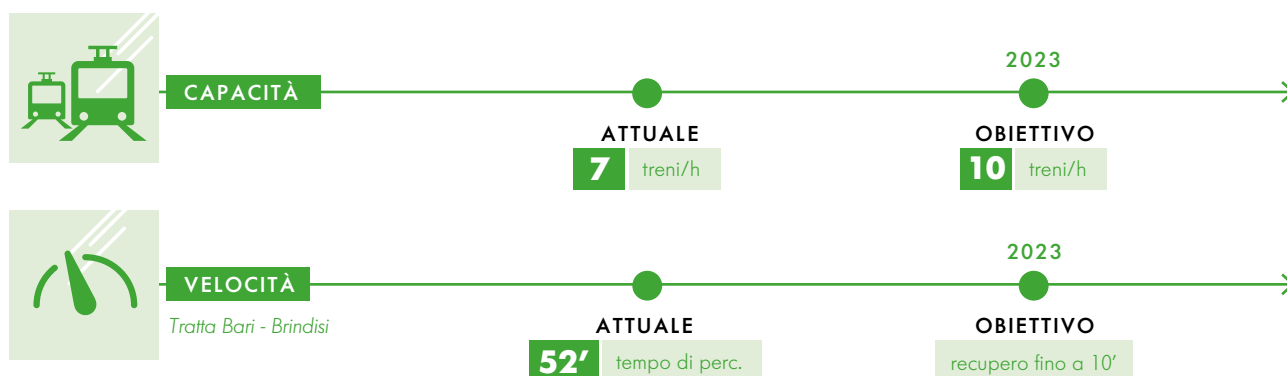 2023
CAPACITÀ
ATTUALE
OBIETTIVO
7 treni/h
10 treni/h
2023
VELOCITÀ
Tratta Bari - Brindisi
ATTUALE
OBIETTIVO
52’ tempo di perc.
recupero fino a 10’